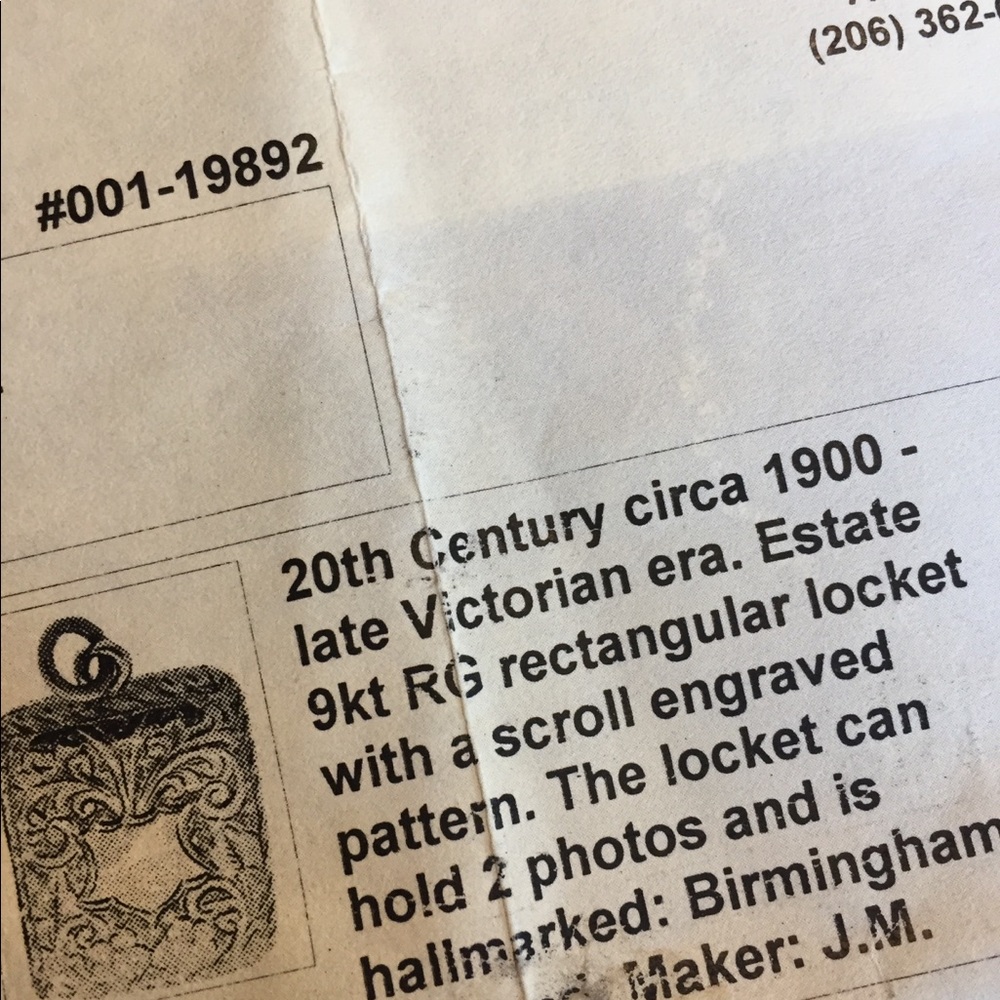 (206) 362-
#001-19892
20th Century circa 1900 -
late Victorian era. Estate
9kt RG rectangular locket
with a scroll engraved
pattern. The locket can
hold 2 photos and is
hallmarked: Birmingham
Maker: J.M.